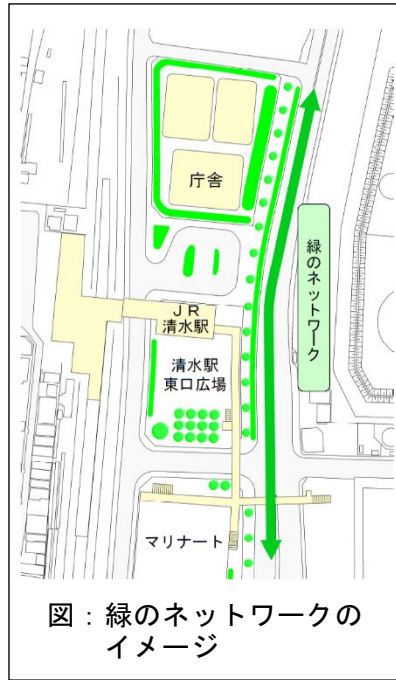 庁舎
緑のネットワーク
JR
清水駅
清水駅
東口広場
マリナート
図：緑のネットワークの
イメージ